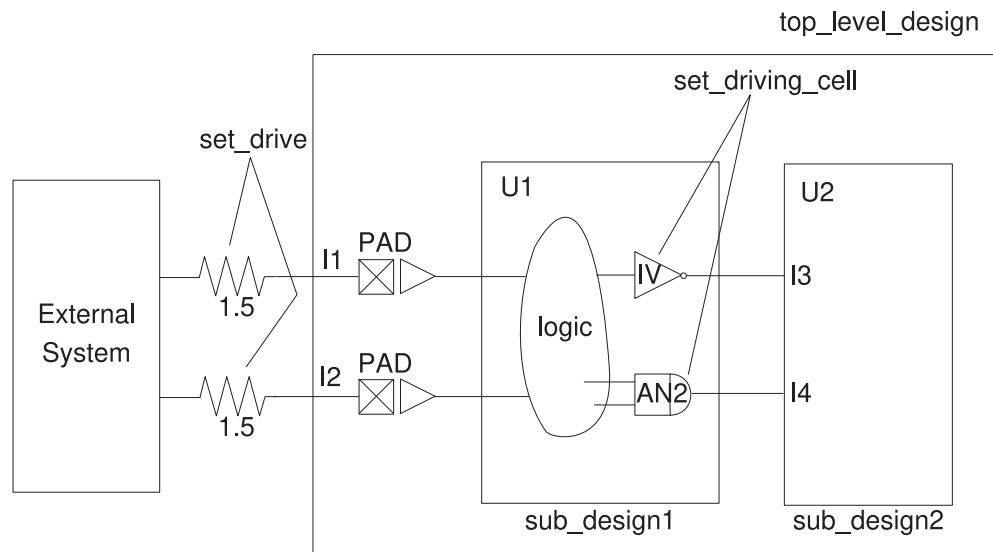 top_level_design
set_driving_cell
set_drive
U1
U2
I1
PAD
IV
I3
1.5
External
System
logic
I2
PAD
AN2
I4
1.5
sub_design1
sub_design2